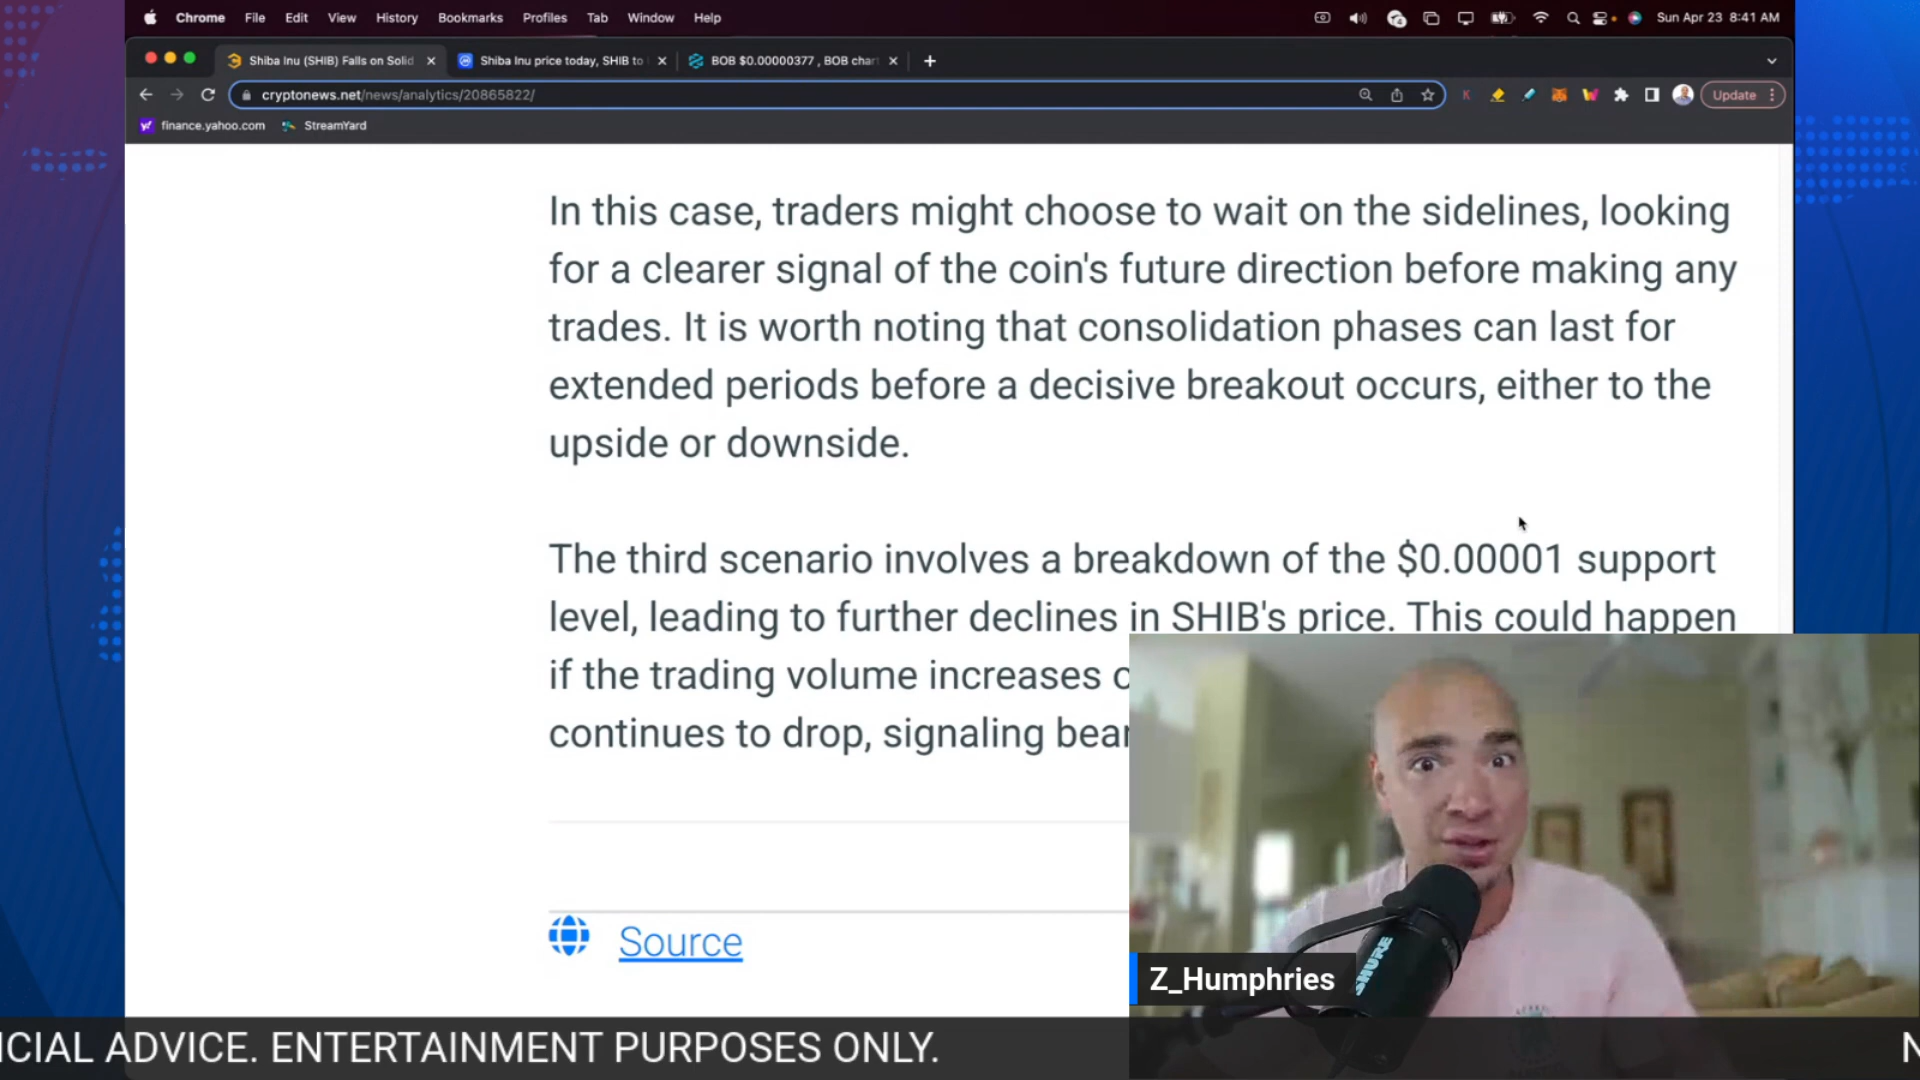 Chrome File Edit View History Bookmarks Profiles Tab Window Help Sun Apr 23 8:41 AM
Shiba Inu (SHIB) Falls on Solid Shiba Inu price today, SHIB to BOB $0.00000377 , BOB char
cryptonews.net/news/analytics/20865822/ Update
finance.yahoo.com StreamYard
In this case, traders might choose to wait on the sidelines, looking
for a clearer signal of the coin's future direction before making any
trades. It is worth noting that consolidation phases can last for
extended periods before a decisive breakout occurs, either to the
upside or downside.
The third scenario involves a breakdown of the $0.00001 support
level, leading to further declines in SHIB's price. This could happen
if the trading volume increases
continues to drop, signaling bear
Source
Z_Humphries
SHURE
ICIAL ADVICE. ENTERTAINMENT PURPOSES ONLY. N